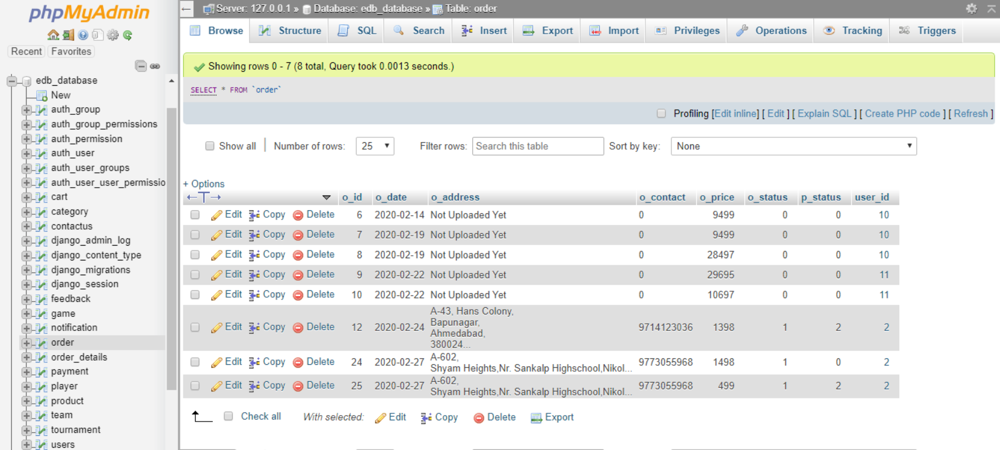 phpMyAdmin
Recent Favorites
edb_database
New
auth_group
auth_group_permissions
auth_permission
auth_user
auth_user_groups
auth_user_user_permissio
cart
category
contactus
django_admin_log
django_content_type
django_migrations
django_session
feedback
game
notification
order
order_details
payment
player
product
team
tournament
users
Server: 127.0.0.1 » Database: edb_database » Table: order
Browse Structure SQL Search Insert Export Import Privileges Operations Tracking Triggers
Showing rows 0 - 7 (8 total, Query took 0.0013 seconds.)
SELECT * FROM `order`
Profiling [Edit inline] [ Edit ] [ Explain SQL ] [ Create PHP code ] [ Refresh ]
Show all Number of rows: 25 Filter rows: Search this table Sort by key: None
+ Options
o_id o_date o_address o_contact o_price o_status p_status user_id
Edit Copy Delete 6 2020-02-14 Not Uploaded Yet 0 9499 0 0 10
Edit Copy Delete 7 2020-02-19 Not Uploaded Yet 0 9499 0 0 10
Edit Copy Delete 8 2020-02-19 Not Uploaded Yet 0 28497 0 0 10
Edit Copy Delete 9 2020-02-22 Not Uploaded Yet 0 29695 0 0 11
Edit Copy Delete 10 2020-02-22 Not Uploaded Yet 0 10697 0 0 11
A-43, Hans Colony,
Bapunagar,
Edit Copy Delete 12 2020-02-24 9714123036 1398 1 2 2
Ahmedabad,
380024...
A-602,
Edit Copy Delete 24 2020-02-27 9773055968 1498 1 0 2
Shyam Heights,Nr. Sankalp Highschool,Nikol...
A-602,
Edit Copy Delete 25 2020-02-27 9773055968 499 1 2 2
Shyam Heights,Nr. Sankalp Highschool,Nikol...
Check all With selected: Edit Copy Delete Export